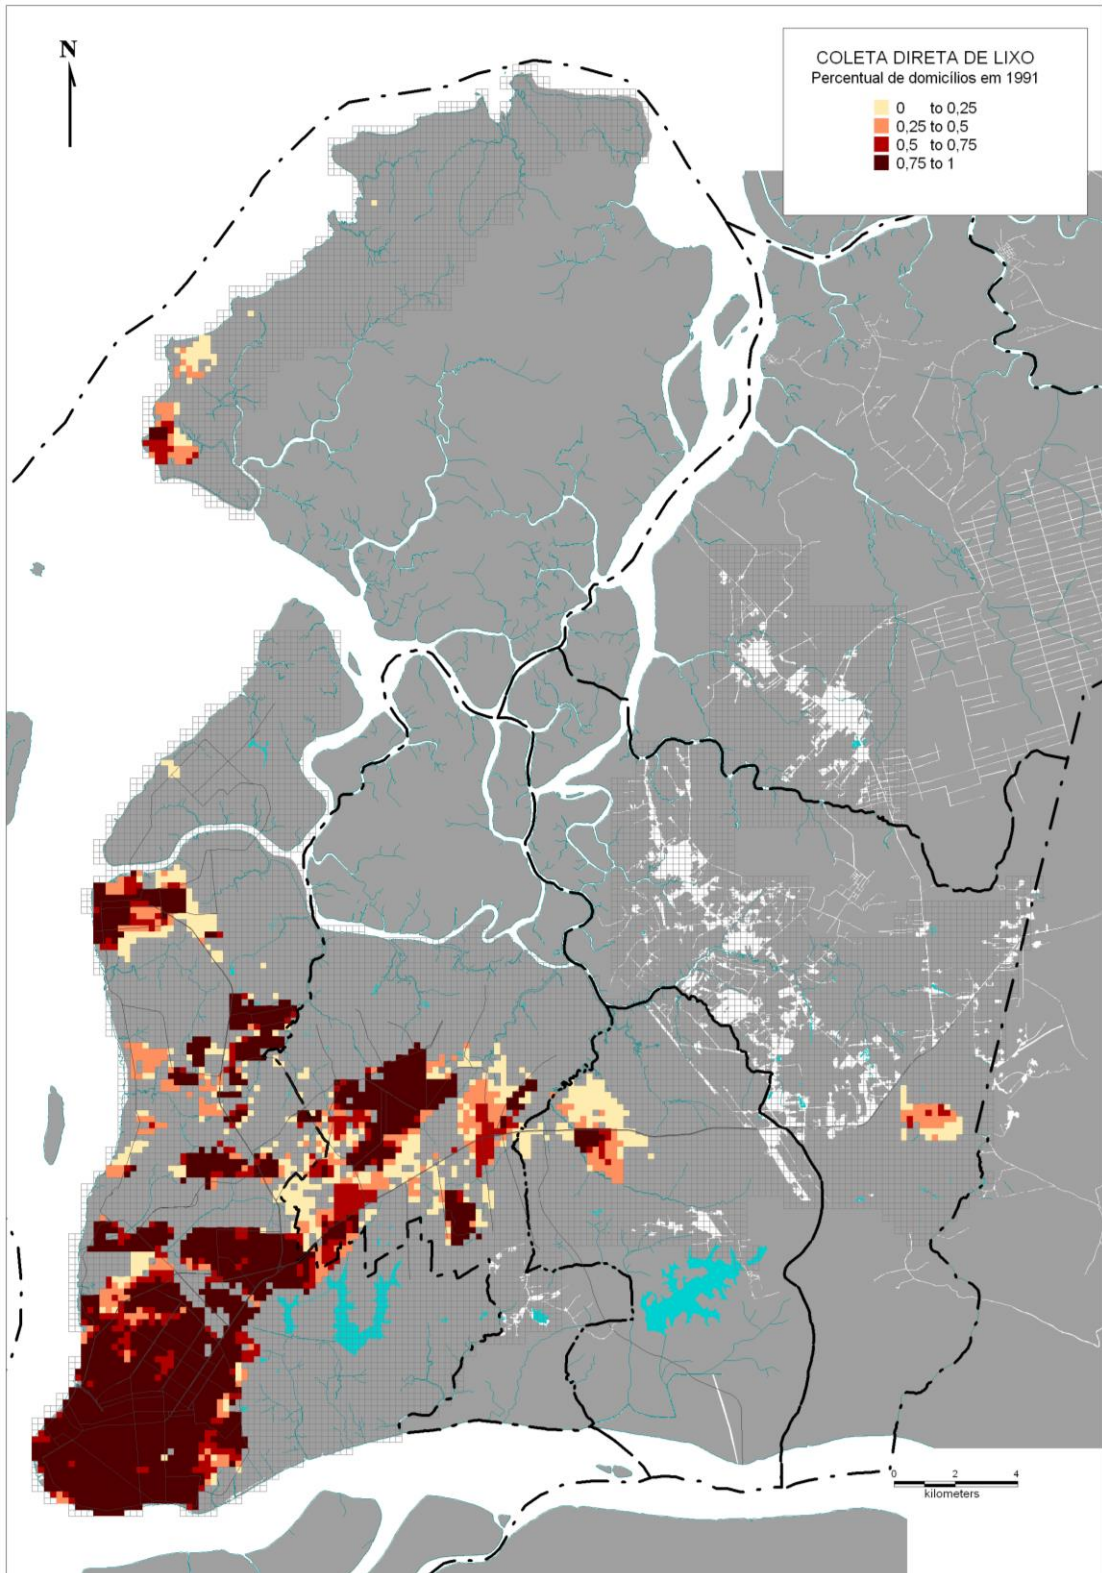 N
COLETA DIRETA DE LIXO
Percentual de domicílios em 1991
0 to 0,25
0,25 to 0,5
0,5 to 0,75
0,75 to 1
0 2 4
kilometers